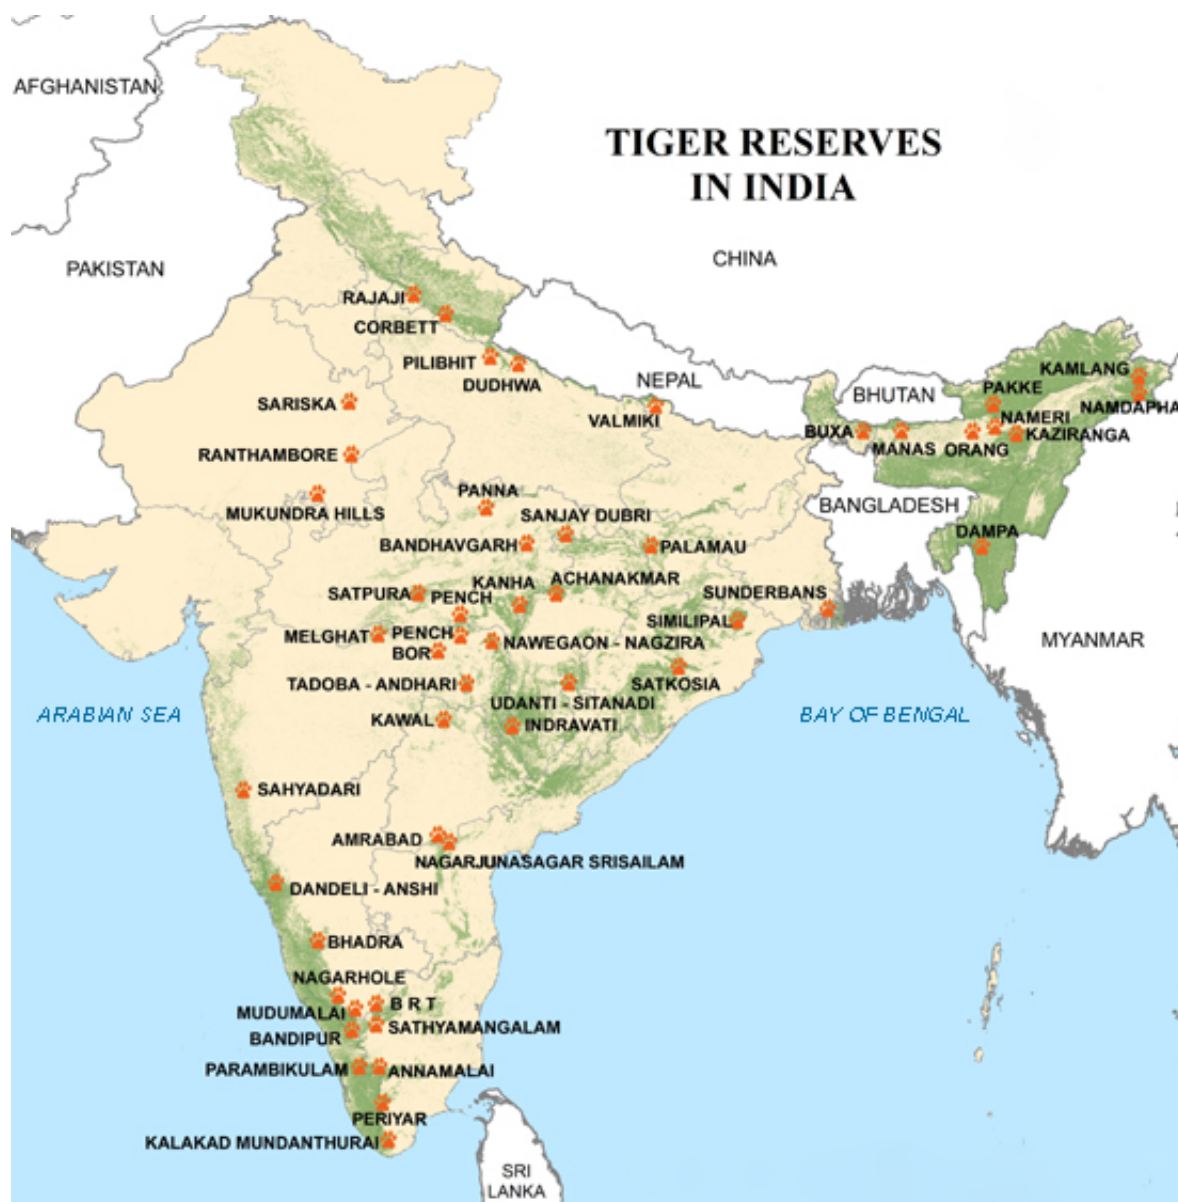 AFGHANISTAN
TIGER RESERVES
IN INDIA
PAKISTAN
CHINA
RAJAJI
CORBETT
PILIBHIT
DUDHWA
NEPAL
BHUTAN
KAMLANG
PAKKE
NAMDAPHA
SARISKA
VALMIKI
NAMERI
BUXA
MANAS
ORANG
KAZIRANGA
RANTHAMBORE
PANNA
MUKUNDRA HILLS
SANJAY DUBRI
BANGLADESH
BANDHAVGARH
PALAMAU
DAMPA
KANHA
ACHANAKMAR
SATPURA
PENCH
SUNDERBANS
SIMILIPAL
MELGHAT
PENCH
NAWEGAON - NAGZIRA
MYANMAR
BOR
TADOBA - ANDHARI
SATKOSIA
UDANTI - SITANADI
ARABIAN SEA
KAWAL
INDRAVATI
BAY OF BENGAL
SAHYADARI
AMRABAD
NAGARJUNASAGAR SRISAILAM
DANDELI - ANSHI
BHADRA
NAGARHOLE
B R T
MUDUMALAI
SATHYAMANGALAM
BANDIPUR
PARAMBIKULAM
ANNAMALAI
PERIYAR
KALAKAD MUNDANTHURAI
SRI
LANKA